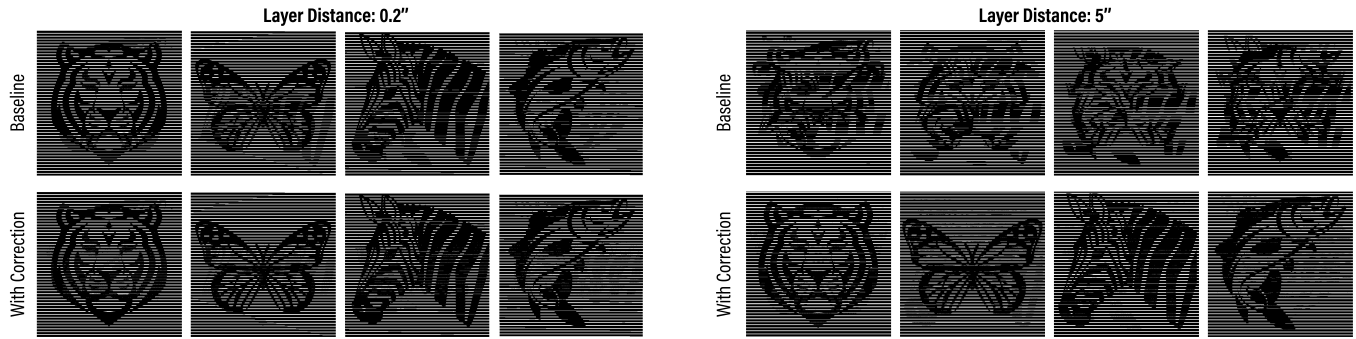 Layer Distance: 0.2″
Layer Distance: 5″
Baseline
With Correction
Baseline
With Correction